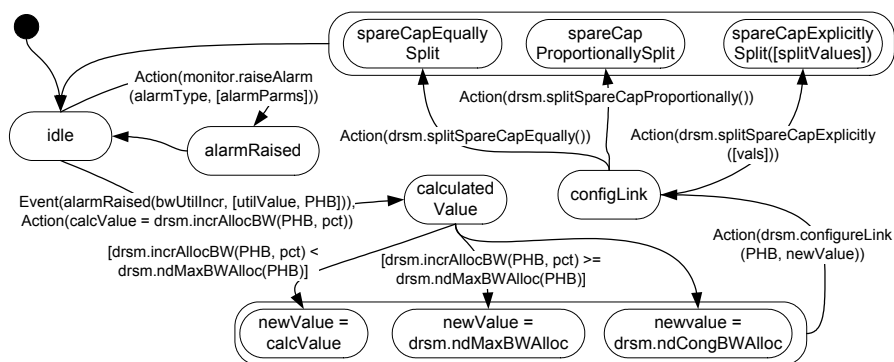 spareCapEqually
Split
spareCap
ProportionallySplit
spareCapExplicitly
Split([splitValues])
Action(monitor.raiseAlarm
(alarmType, [alarmParms]))
Action(drsm.splitSpareCapProportionally())
idle
alarmRaised
Action(drsm.splitSpareCapEqually())
Action(drsm.splitSpareCapExplicitly
([vals]))
Event(alarmRaised(bwUtilIncr, [utilValue, PHB])),
Action(calcValue = drsm.incrAllocBW(PHB, pct))
calculated
Value
configLink
[drsm.incrAllocBW(PHB, pct) <
drsm.ndMaxBWAlloc(PHB)]
[drsm.incrAllocBW(PHB, pct) >=
drsm.ndMaxBWAlloc(PHB)]
Action(drsm.configureLink
(PHB, newValue))
newValue =
calcValue
newValue =
drsm.ndMaxBWAlloc
newvalue =
drsm.ndCongBWAlloc